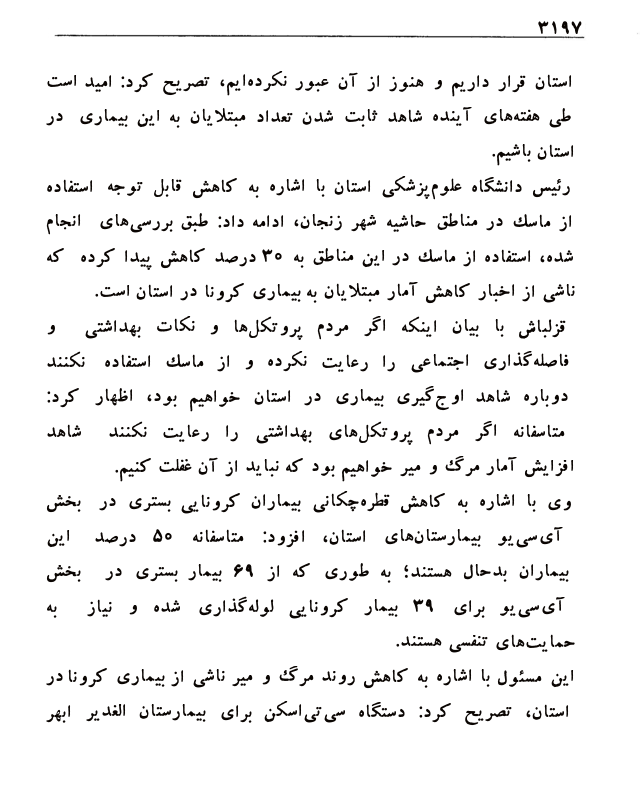 ۳۱۹۷
استان قرار داریم و هنوز از آن عبور نکرده‌ایم، تصریح کرد: امید است
طی هفته‌های آینده شاهد ثابت شدن تعداد مبتلایان به این بیماری در
استان باشیم.
رئیس دانشگاه علوم‌پزشکی استان با اشاره به کاهش قابل توجه استفاده
از ماسك در مناطق حاشیه شهر زنجان، ادامه داد: طبق بررسی‌های انجام
شده، استفاده از ماسك در این مناطق به ۳۰ درصد کاهش پیدا کرده که
ناشی از اخبار کاهش آمار مبتلایان به بیماری کرونا در استان است.
قزلباش با بیان اینکه اگر مردم پروتکل‌ها و نکات بهداشتی و
فاصله‌گذاری اجتماعی را رعایت نکرده و از ماسك استفاده نکنند
دوباره شاهد اوج‌گیری بیماری در استان خواهیم بود، اظهار کرد:
متاسفانه اگر مردم پروتکل‌های بهداشتی را رعایت نکنند شاهد
افزایش آمار مرگ و میر خواهیم بود که نباید از آن غفلت کنیم.
وی با اشاره به کاهش قطره‌چکانی بیماران کرونایی بستری در بخش
آی‌سی‌یو بیمارستان‌های استان، افزود: متاسفانه ۵۰ درصد این
بیماران بدحال هستند؛ به طوری که از ۶۹ بیمار بستری در بخش
آی‌سی‌یو برای ۳۹ بیمار کرونایی لوله‌گذاری شده و نیاز به
حمایت‌های تنفسی هستند.
این مسئول با اشاره به کاهش روند مرگ و میر ناشی از بیماری کرونا در
استان، تصریح کرد: دستگاه سی‌تی‌اسکن برای بیمارستان الغدیر ابهر